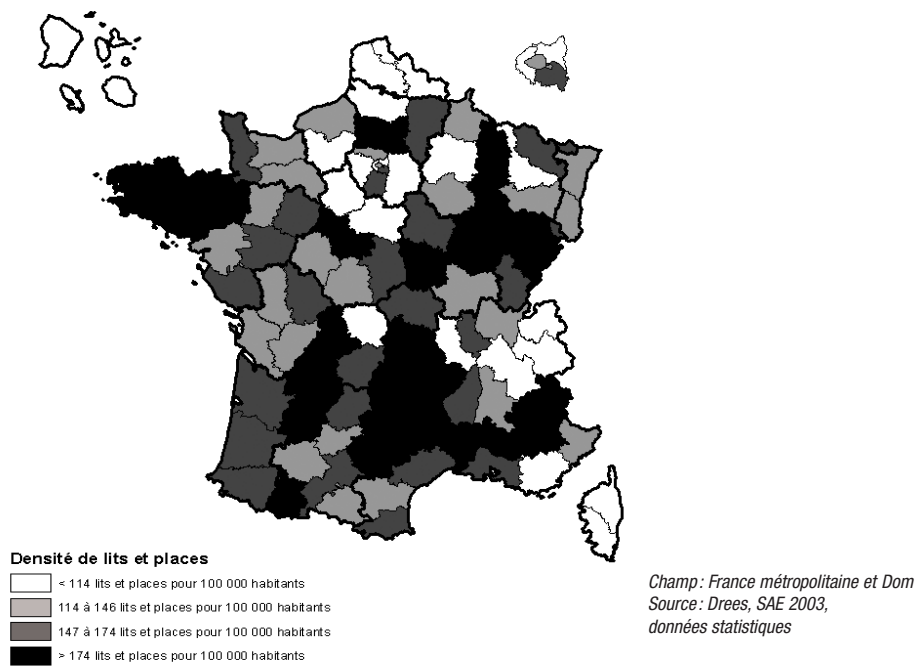 Densité de lits et places
< 114 lits et places pour 100 000 habitants
114 à 146 lits et places pour 100 000 habitants
147 à 174 lits et places pour 100 000 habitants
> 174 lits et places pour 100 000 habitants
Champ : France métropolitaine et Dom
Source : Drees, SAE 2003,
données statistiques